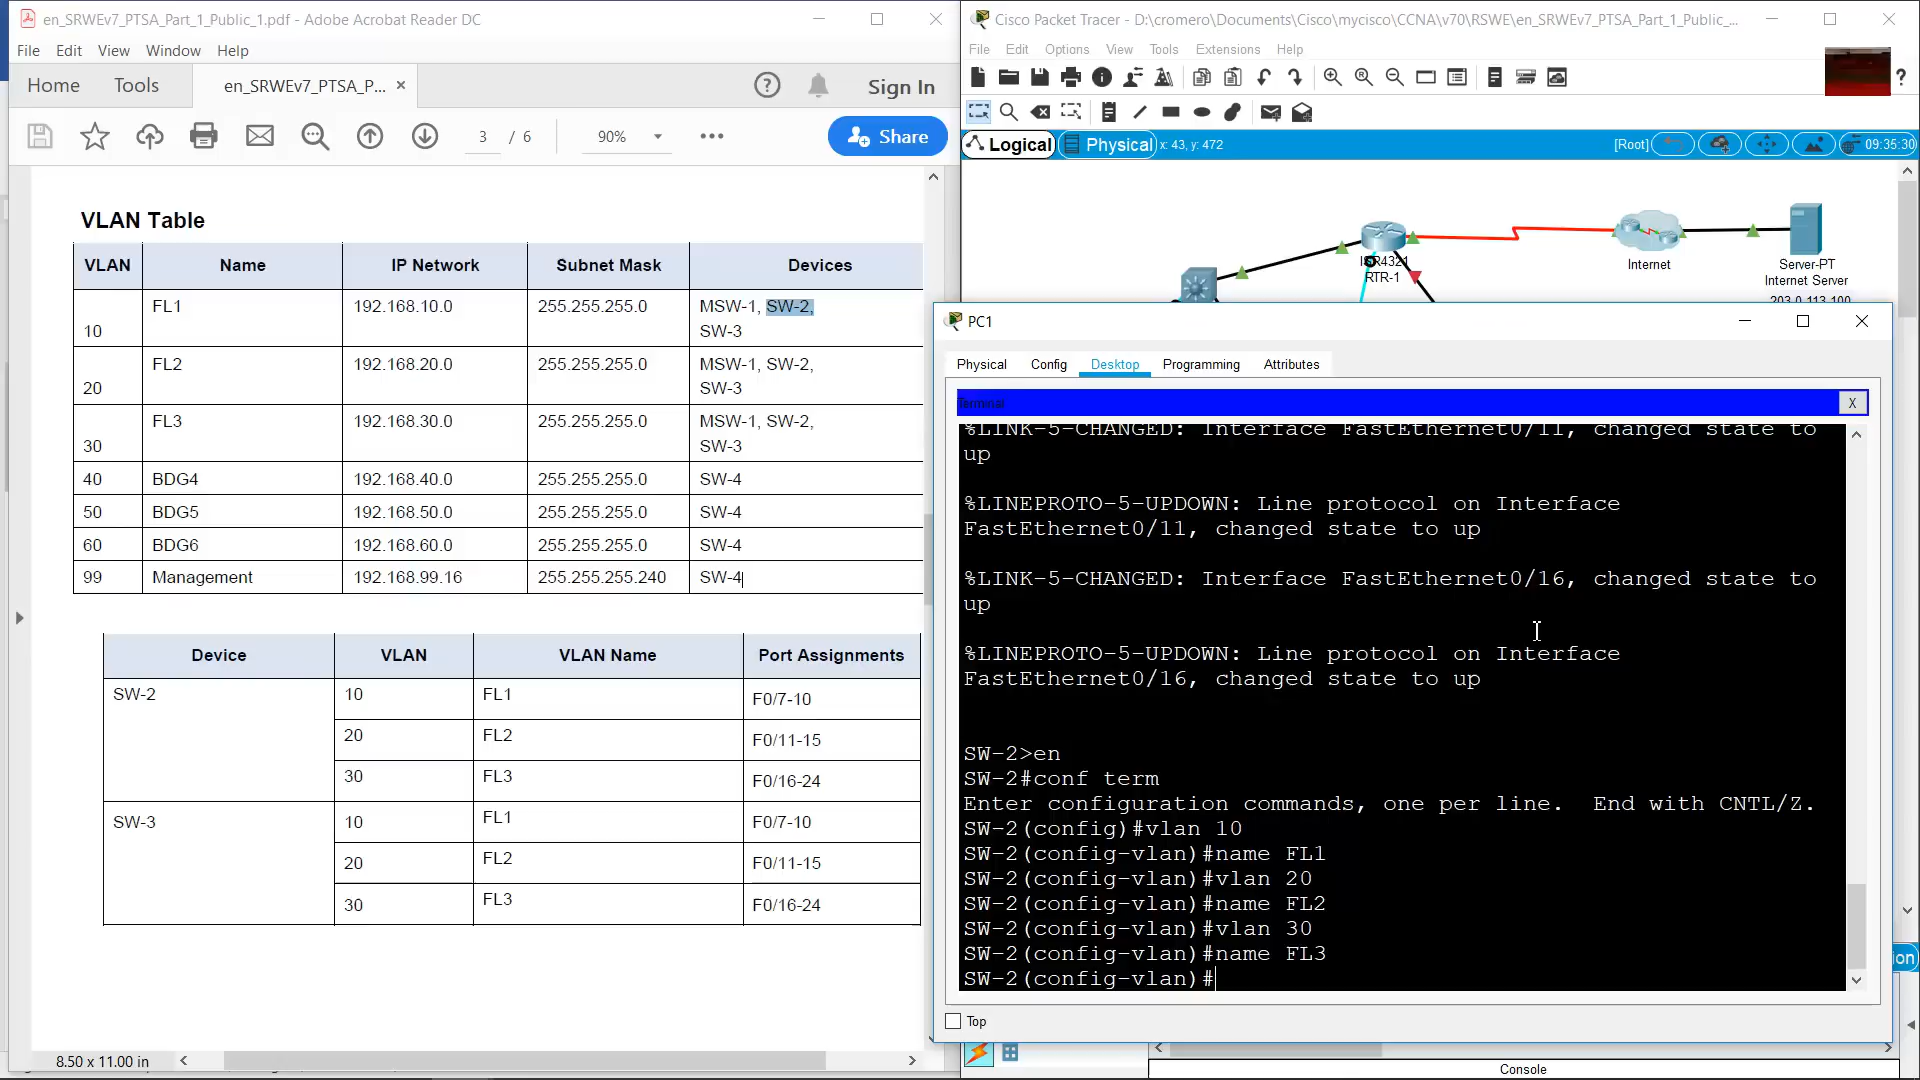 en_SRWEv7_PTSA_Part_1_Public_1.pdf - Adobe Acrobat Reader DC
File Edit View Window Help
Home Tools en_SRWEv7_PTSA_P... × Sign In
3 / 6 90% Share
VLAN Table
VLAN Name IP Network Subnet Mask Devices
10 FL1 192.168.10.0 255.255.255.0 MSW-1, SW-2,
SW-3
20 FL2 192.168.20.0 255.255.255.0 MSW-1, SW-2,
SW-3
30 FL3 192.168.30.0 255.255.255.0 MSW-1, SW-2,
SW-3
40 BDG4 192.168.40.0 255.255.255.0 SW-4
50 BDG5 192.168.50.0 255.255.255.0 SW-4
60 BDG6 192.168.60.0 255.255.255.0 SW-4
99 Management 192.168.99.16 255.255.255.240 SW-4
Device VLAN VLAN Name Port Assignments
SW-2 10 FL1 F0/7-10
20 FL2 F0/11-15
30 FL3 F0/16-24
SW-3 10 FL1 F0/7-10
20 FL2 F0/11-15
30 FL3 F0/16-24
8.50 x 11.00 in
Cisco Packet Tracer - D:\cromero\Documents\Cisco\mycisco\CCNA\v70\RSWE\en_SRWEv7_PTSA_Part_1_Public_...
File Edit Options View Tools Extensions Help
?
Logical Physical x: 43, y: 472 [Root] 09:35:30
ISR4321
RTR-1
Internet
Server-PT
Internet Server
203.0.113.100
PC1
Physical Config Desktop Programming Attributes
Terminal X
%LINK-5-CHANGED: Interface FastEthernet0/11, changed state to
up
%LINEPROTO-5-UPDOWN: Line protocol on Interface
FastEthernet0/11, changed state to up
%LINK-5-CHANGED: Interface FastEthernet0/16, changed state to
up
%LINEPROTO-5-UPDOWN: Line protocol on Interface
FastEthernet0/16, changed state to up
SW-2>en
SW-2#conf term
Enter configuration commands, one per line. End with CNTL/Z.
SW-2(config)#vlan 10
SW-2(config-vlan)#name FL1
SW-2(config-vlan)#vlan 20
SW-2(config-vlan)#name FL2
SW-2(config-vlan)#vlan 30
SW-2(config-vlan)#name FL3
SW-2(config-vlan)#
Top
ion
Console